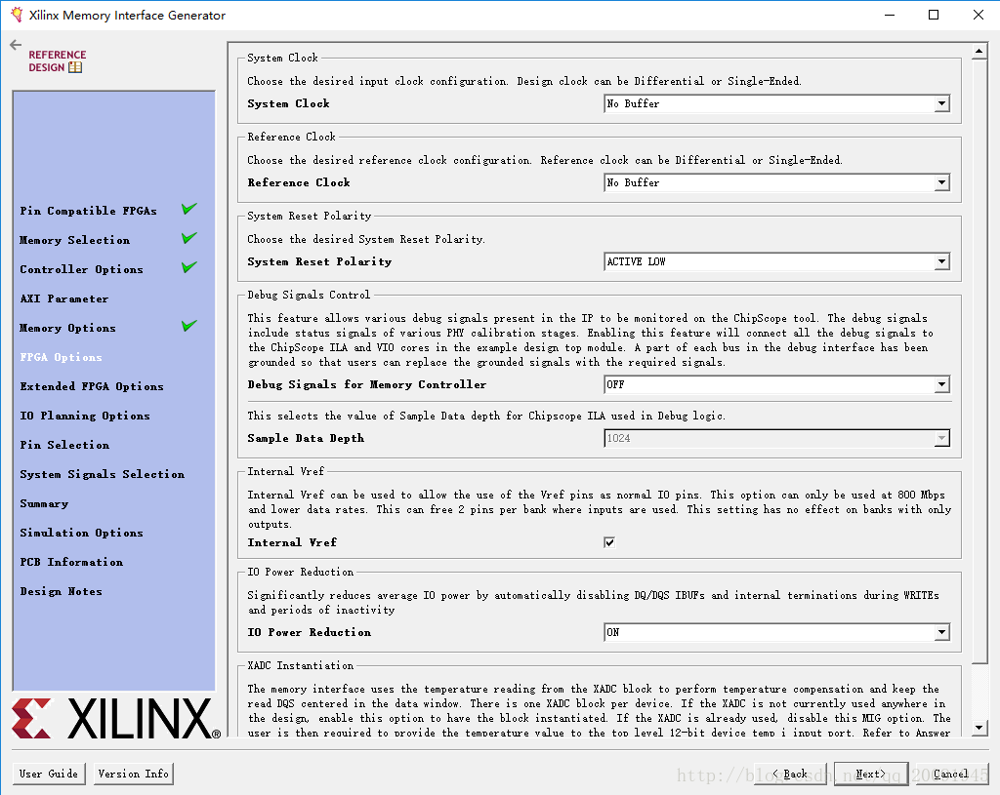 Xilinx Memory Interface Generator
REFERENCE
DESIGN
Pin Compatible FPGAs
Memory Selection
Controller Options
AXI Parameter
Memory Options
FPGA Options
Extended FPGA Options
IO Planning Options
Pin Selection
System Signals Selection
Summary
Simulation Options
PCB Information
Design Notes
XILINX®
System Clock
Choose the desired input clock configuration. Design clock can be Differential or Single-Ended.
System Clock No Buffer
Reference Clock
Choose the desired reference clock configuration. Reference clock can be Differential or Single-Ended.
Reference Clock No Buffer
System Reset Polarity
Choose the desired System Reset Polarity.
System Reset Polarity ACTIVE LOW
Debug Signals Control
This feature allows various debug signals present in the IP to be monitored on the ChipScope tool. The debug signals
include status signals of various PHY calibration stages. Enabling this feature will connect all the debug signals to
the ChipScope ILA and VIO cores in the example design top module. A part of each bus in the debug interface has been
grounded so that users can replace the grounded signals with the required signals.
Debug Signals for Memory Controller OFF
This selects the value of Sample Data depth for Chipscope ILA used in Debug logic.
Sample Data Depth 1024
Internal Vref
Internal Vref can be used to allow the use of the Vref pins as normal IO pins. This option can only be used at 800 Mbps
and lower data rates. This can free 2 pins per bank where inputs are used. This setting has no effect on banks with only
outputs.
Internal Vref
IO Power Reduction
Significantly reduces average IO power by automatically disabling DQ/DQS IBUFs and internal terminations during WRITEs
and periods of inactivity
IO Power Reduction ON
XADC Instantiation
The memory interface uses the temperature reading from the XADC block to perform temperature compensation and keep the
read DQS centered in the data window. There is one XADC block per device. If the XADC is not currently used anywhere in
the design, enable this option to have the block instantiated. If the XADC is already used, disable this MIG option. The
user is then required to provide the temperature value to the top level 12-bit device_temp_i input port. Refer to Answer
User Guide Version Info < Back Next> Cancel